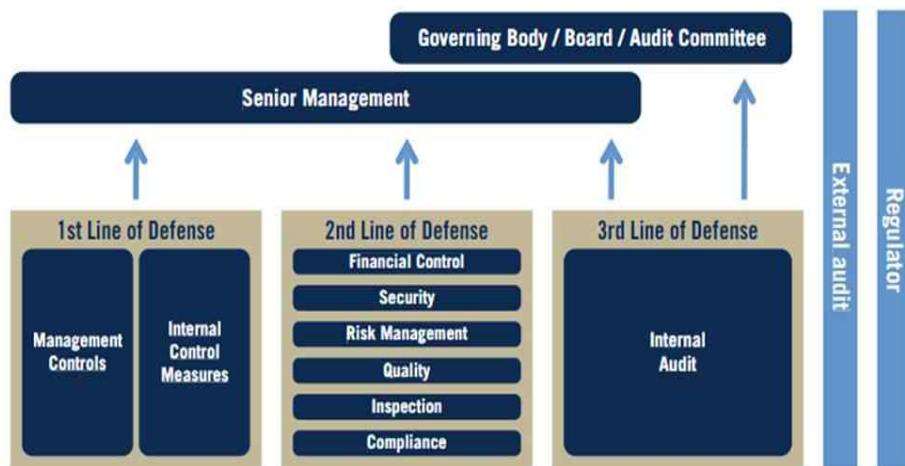 Governing Body / Board / Audit Committee
Senior Management
1st Line of Defense
Management
Controls
Internal
Control
Measures
2nd Line of Defense
Financial Control
Security
Risk Management
Quality
Inspection
Compliance
3rd Line of Defense
Internal
Audit
External audit
Regulator